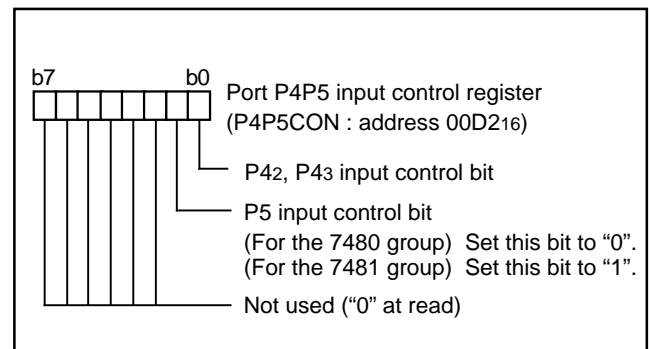 b7 b0
Port P4P5 input control register
(P4P5CON : address 00D216)
P42, P43 input control bit
P5 input control bit
(For the 7480 group) Set this bit to “0”.
(For the 7481 group) Set this bit to “1”.
Not used (“0” at read)